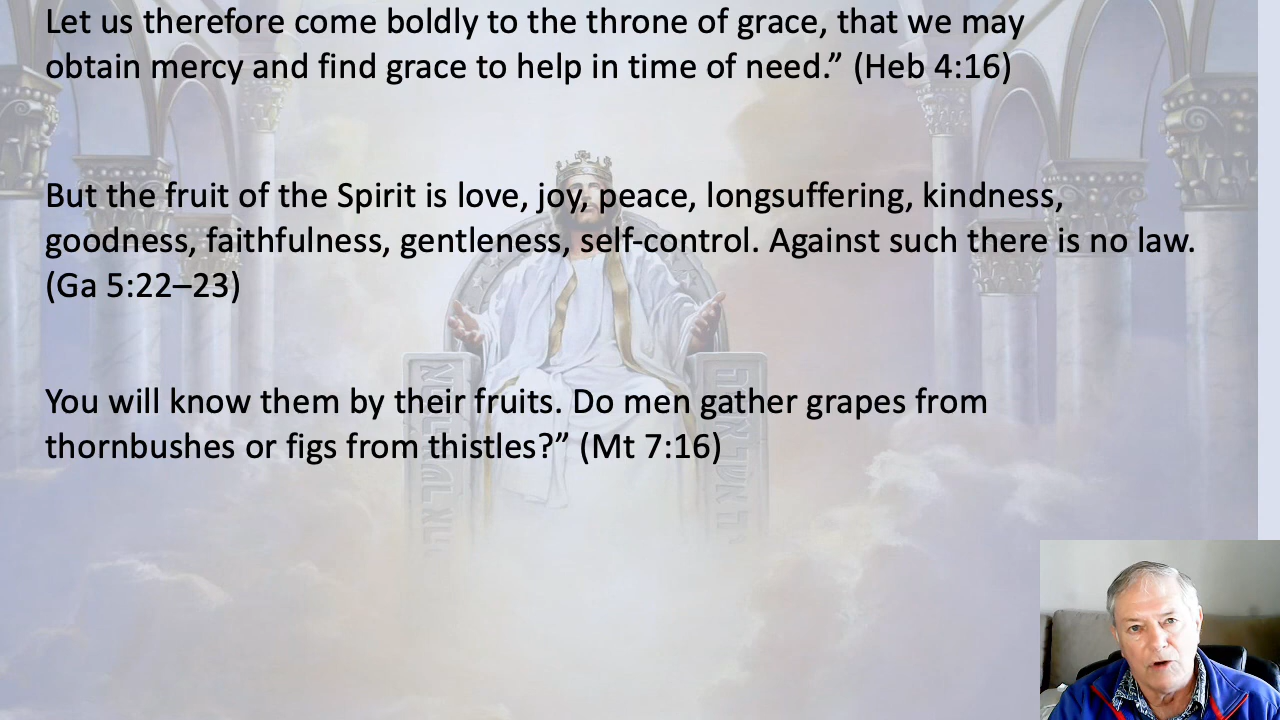 Let us therefore come boldly to the throne of grace, that we may
obtain mercy and find grace to help in time of need.” (Heb 4:16)
But the fruit of the Spirit is love, joy, peace, longsuffering, kindness,
goodness, faithfulness, gentleness, self-control. Against such there is no law.
(Ga 5:22–23)
You will know them by their fruits. Do men gather grapes from
thornbushes or figs from thistles?” (Mt 7:16)